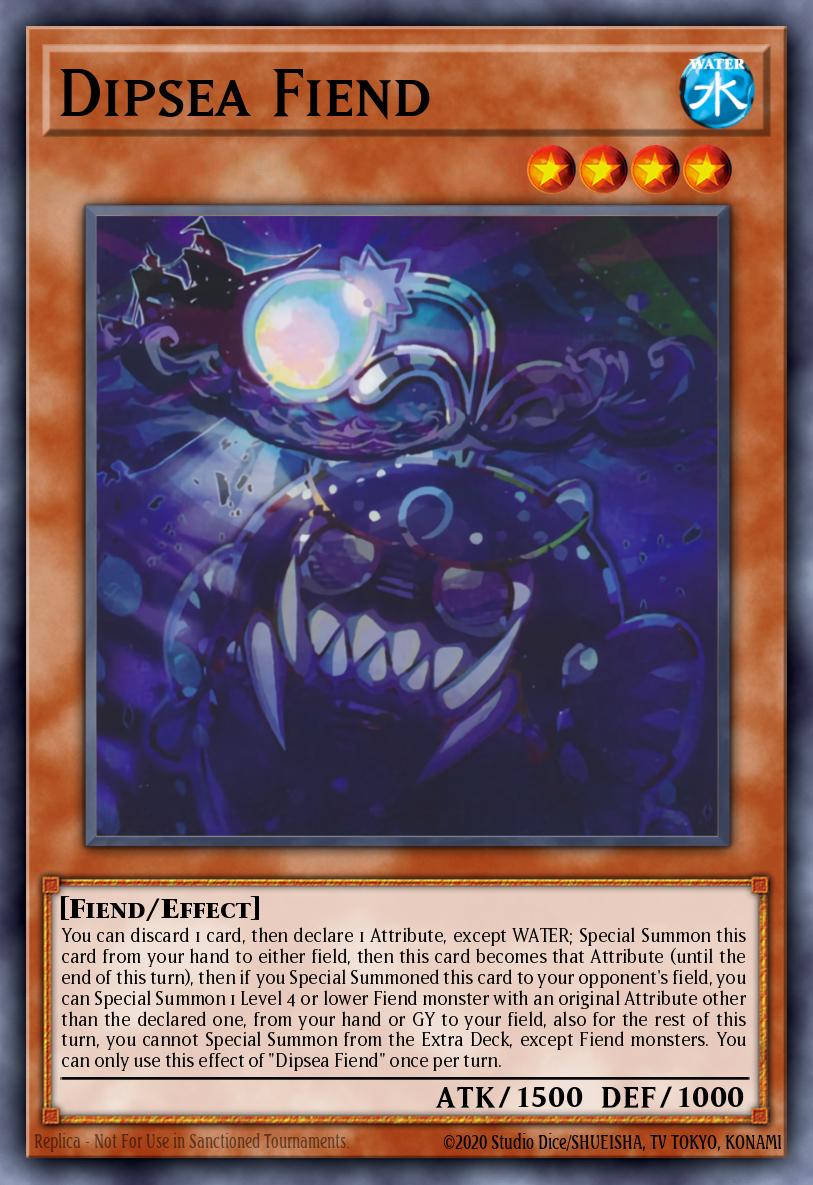 Dipsea Fiend
WATER
水
[Fiend/Effect]
You can discard 1 card, then declare 1 Attribute, except WATER; Special Summon this
card from your hand to either field, then this card becomes that Attribute (until the
end of this turn), then if you Special Summoned this card to your opponent's field, you
can Special Summon 1 Level 4 or lower Fiend monster with an original Attribute other
than the declared one, from your hand or GY to your field, also for the rest of this
turn, you cannot Special Summon from the Extra Deck, except Fiend monsters. You
can only use this effect of "Dipsea Fiend" once per turn.
ATK/1500 DEF/1000
Replica - Not For Use in Sanctioned Tournaments. ©2020 Studio Dice/SHUEISHA, TV TOKYO, KONAMI